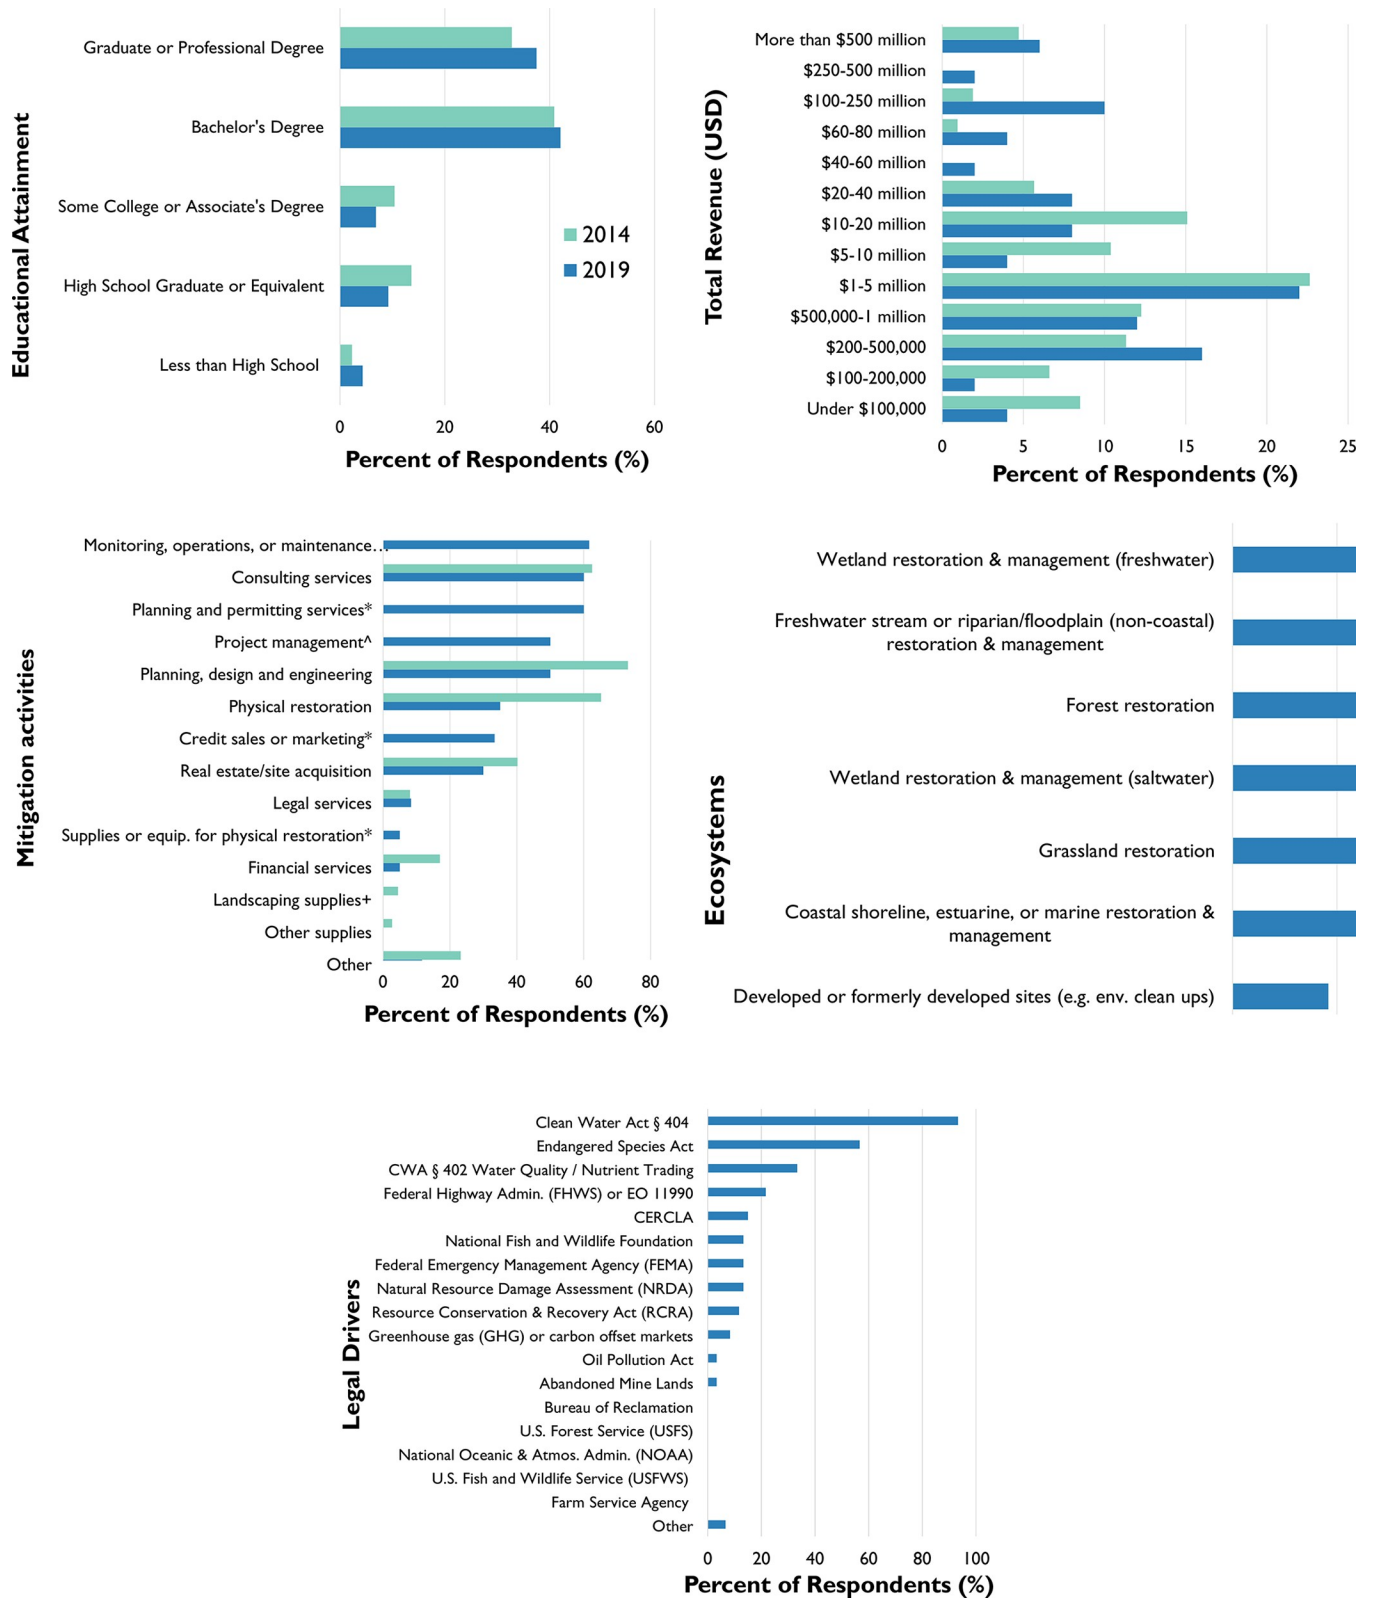 Educational Attainment
Graduate or Professional Degree
Bachelor's Degree
Some College or Associate's Degree
High School Graduate or Equivalent
Less than High School
2014
2019
0 20 40 60
Percent of Respondents (%)
Total Revenue (USD)
More than $500 million
$250-500 million
$100-250 million
$60-80 million
$40-60 million
$20-40 million
$10-20 million
$5-10 million
$1-5 million
$500,000-1 million
$200-500,000
$100-200,000
Under $100,000
0 5 10 15 20 25
Percent of Respondents (%)
Mitigation activities
Monitoring, operations, or maintenance...
Consulting services
Planning and permitting services*
Project management^
Planning, design and engineering
Physical restoration
Credit sales or marketing*
Real estate/site acquisition
Legal services
Supplies or equip. for physical restoration*
Financial services
Landscaping supplies+
Other supplies
Other
0 20 40 60 80
Percent of Respondents (%)
Ecosystems
Wetland restoration & management (freshwater)
Freshwater stream or riparian/floodplain (non-coastal)
restoration & management
Forest restoration
Wetland restoration & management (saltwater)
Grassland restoration
Coastal shoreline, estuarine, or marine restoration &
management
Developed or formerly developed sites (e.g. env. clean ups)
Legal Drivers
Clean Water Act § 404
Endangered Species Act
CWA § 402 Water Quality / Nutrient Trading
Federal Highway Admin. (FHWS) or EO 11990
CERCLA
National Fish and Wildlife Foundation
Federal Emergency Management Agency (FEMA)
Natural Resource Damage Assessment (NRDA)
Resource Conservation & Recovery Act (RCRA)
Greenhouse gas (GHG) or carbon offset markets
Oil Pollution Act
Abandoned Mine Lands
Bureau of Reclamation
U.S. Forest Service (USFS)
National Oceanic & Atmos. Admin. (NOAA)
U.S. Fish and Wildlife Service (USFWS)
Farm Service Agency
Other
0 20 40 60 80 100
Percent of Respondents (%)